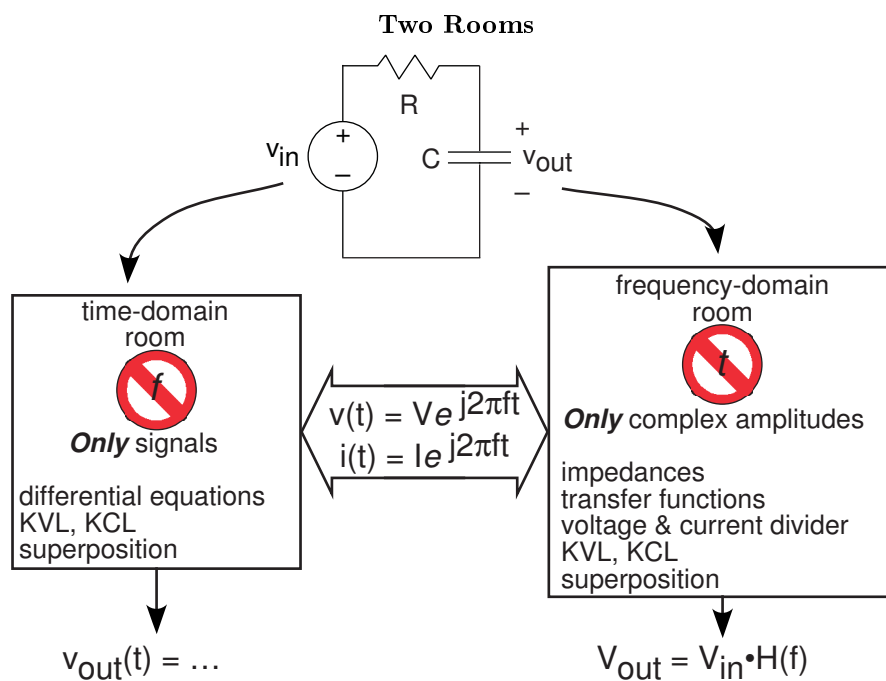 Two Rooms
R
+
+
vin
C
vout
–
–
time-domain
room
f
Only signals
differential equations
KVL, KCL
superposition
v(t) = Ve j2πft
i(t) = Ie j2πft
frequency-domain
room
t
Only complex amplitudes
impedances
transfer functions
voltage & current divider
KVL, KCL
superposition
vout(t) = …
Vout = Vin•H(f)